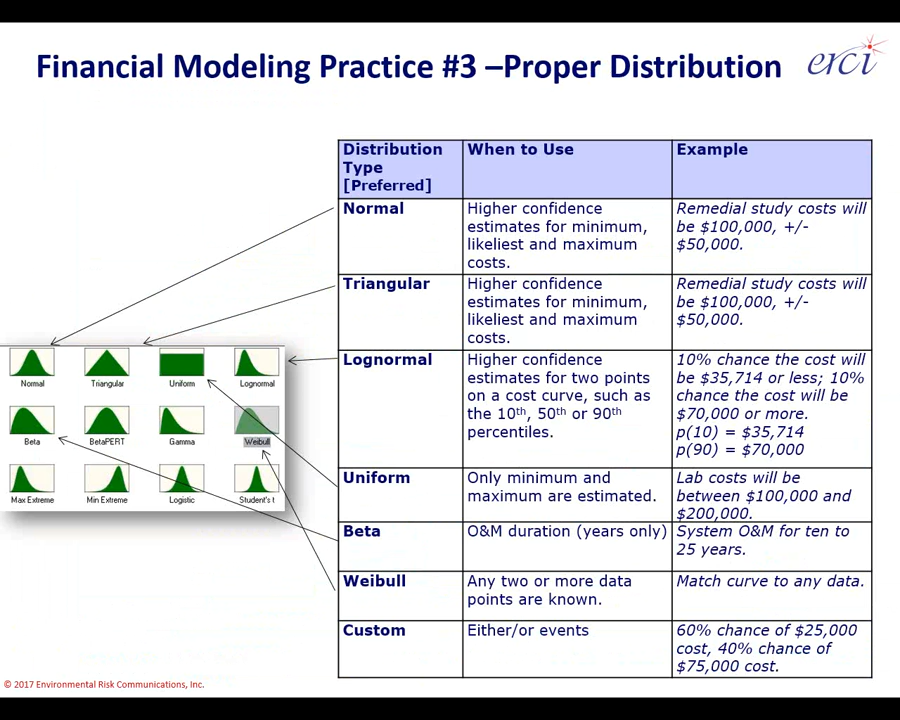 Financial Modeling Practice #3 –Proper Distribution
erci
Distribution
Type
[Preferred]
When to Use
Example
Normal
Higher confidence
estimates for minimum,
likeliest and maximum
costs.
Remedial study costs will
be $100,000, +/-
$50,000.
Triangular
Higher confidence
estimates for minimum,
likeliest and maximum
costs.
Remedial study costs will
be $100,000, +/-
$50,000.
Lognormal
Higher confidence
estimates for two points
on a cost curve, such as
the 10th, 50th or 90th
percentiles.
10% chance the cost will
be $35,714 or less; 10%
chance the cost will be
$70,000 or more.
p(10) = $35,714
p(90) = $70,000
Uniform
Only minimum and
maximum are estimated.
Lab costs will be
between $100,000 and
$200,000.
Beta
O&M duration (years only)
System O&M for ten to
25 years.
Weibull
Any two or more data
points are known.
Match curve to any data.
Custom
Either/or events
60% chance of $25,000
cost, 40% chance of
$75,000 cost.
Normal
Triangular
Uniform
Lognormal
Beta
BetaPERT
Gamma
Weibull
Max Extreme
Min Extreme
Logistic
Student's t
© 2017 Environmental Risk Communications, Inc.